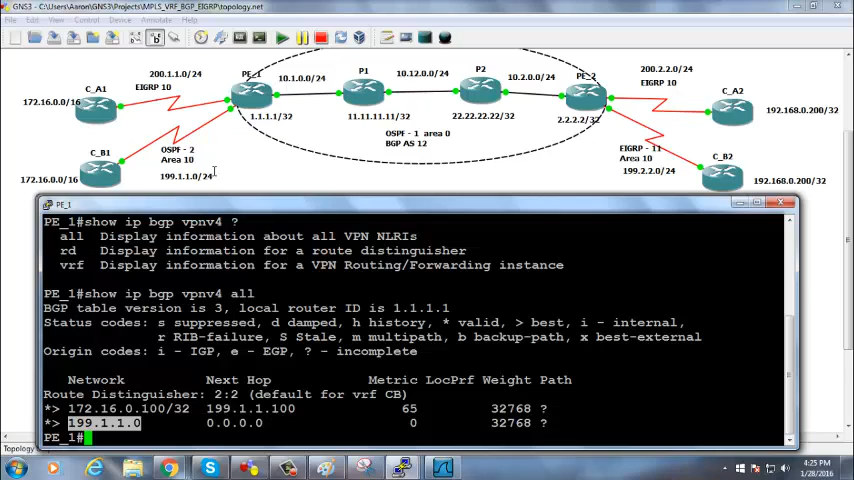 GNS3 - C:\Users\Aaron\GNS3\Projects\MPLS_VRF_BGP_EIGRP\topology.net
File Edit View Control Device Annotate Help
200.1.1.0/24
EIGRP 10
C_A1
172.16.0.0/16
PE_1
10.1.0.0/24
P1
10.12.0.0/24
P2
10.2.0.0/24
PE_2
200.2.2.0/24
EIGRP 10
C_A2
192.168.0.200/32
1.1.1.1/32
11.11.11.11/32
22.22.22.22/32
2.2.2.2/32
OSPF - 1 area 0
BGP AS 12
C_B1
OSPF - 2
Area 10
199.1.1.0/24
172.16.0.0/16
EIGRP - 11
Area 10
199.2.2.0/24
C_B2
192.168.0.200/32
PE_1
PE_1#show ip bgp vpnv4 ?
all Display information about all VPN NLRIs
rd Display information for a route distinguisher
vrf Display information for a VPN Routing/Forwarding instance
PE_1#show ip bgp vpnv4 all
BGP table version is 3, local router ID is 1.1.1.1
Status codes: s suppressed, d damped, h history, * valid, > best, i - internal,
r RIB-failure, S Stale, m multipath, b backup-path, x best-external
Origin codes: i - IGP, e - EGP, ? - incomplete
Network Next Hop Metric LocPrf Weight Path
Route Distinguisher: 2:2 (default for vrf CB)
*> 172.16.0.100/32 199.1.1.100 65 32768 ?
*> 199.1.1.0 0.0.0.0 0 32768 ?
PE_1#
4:25 PM
1/28/2016